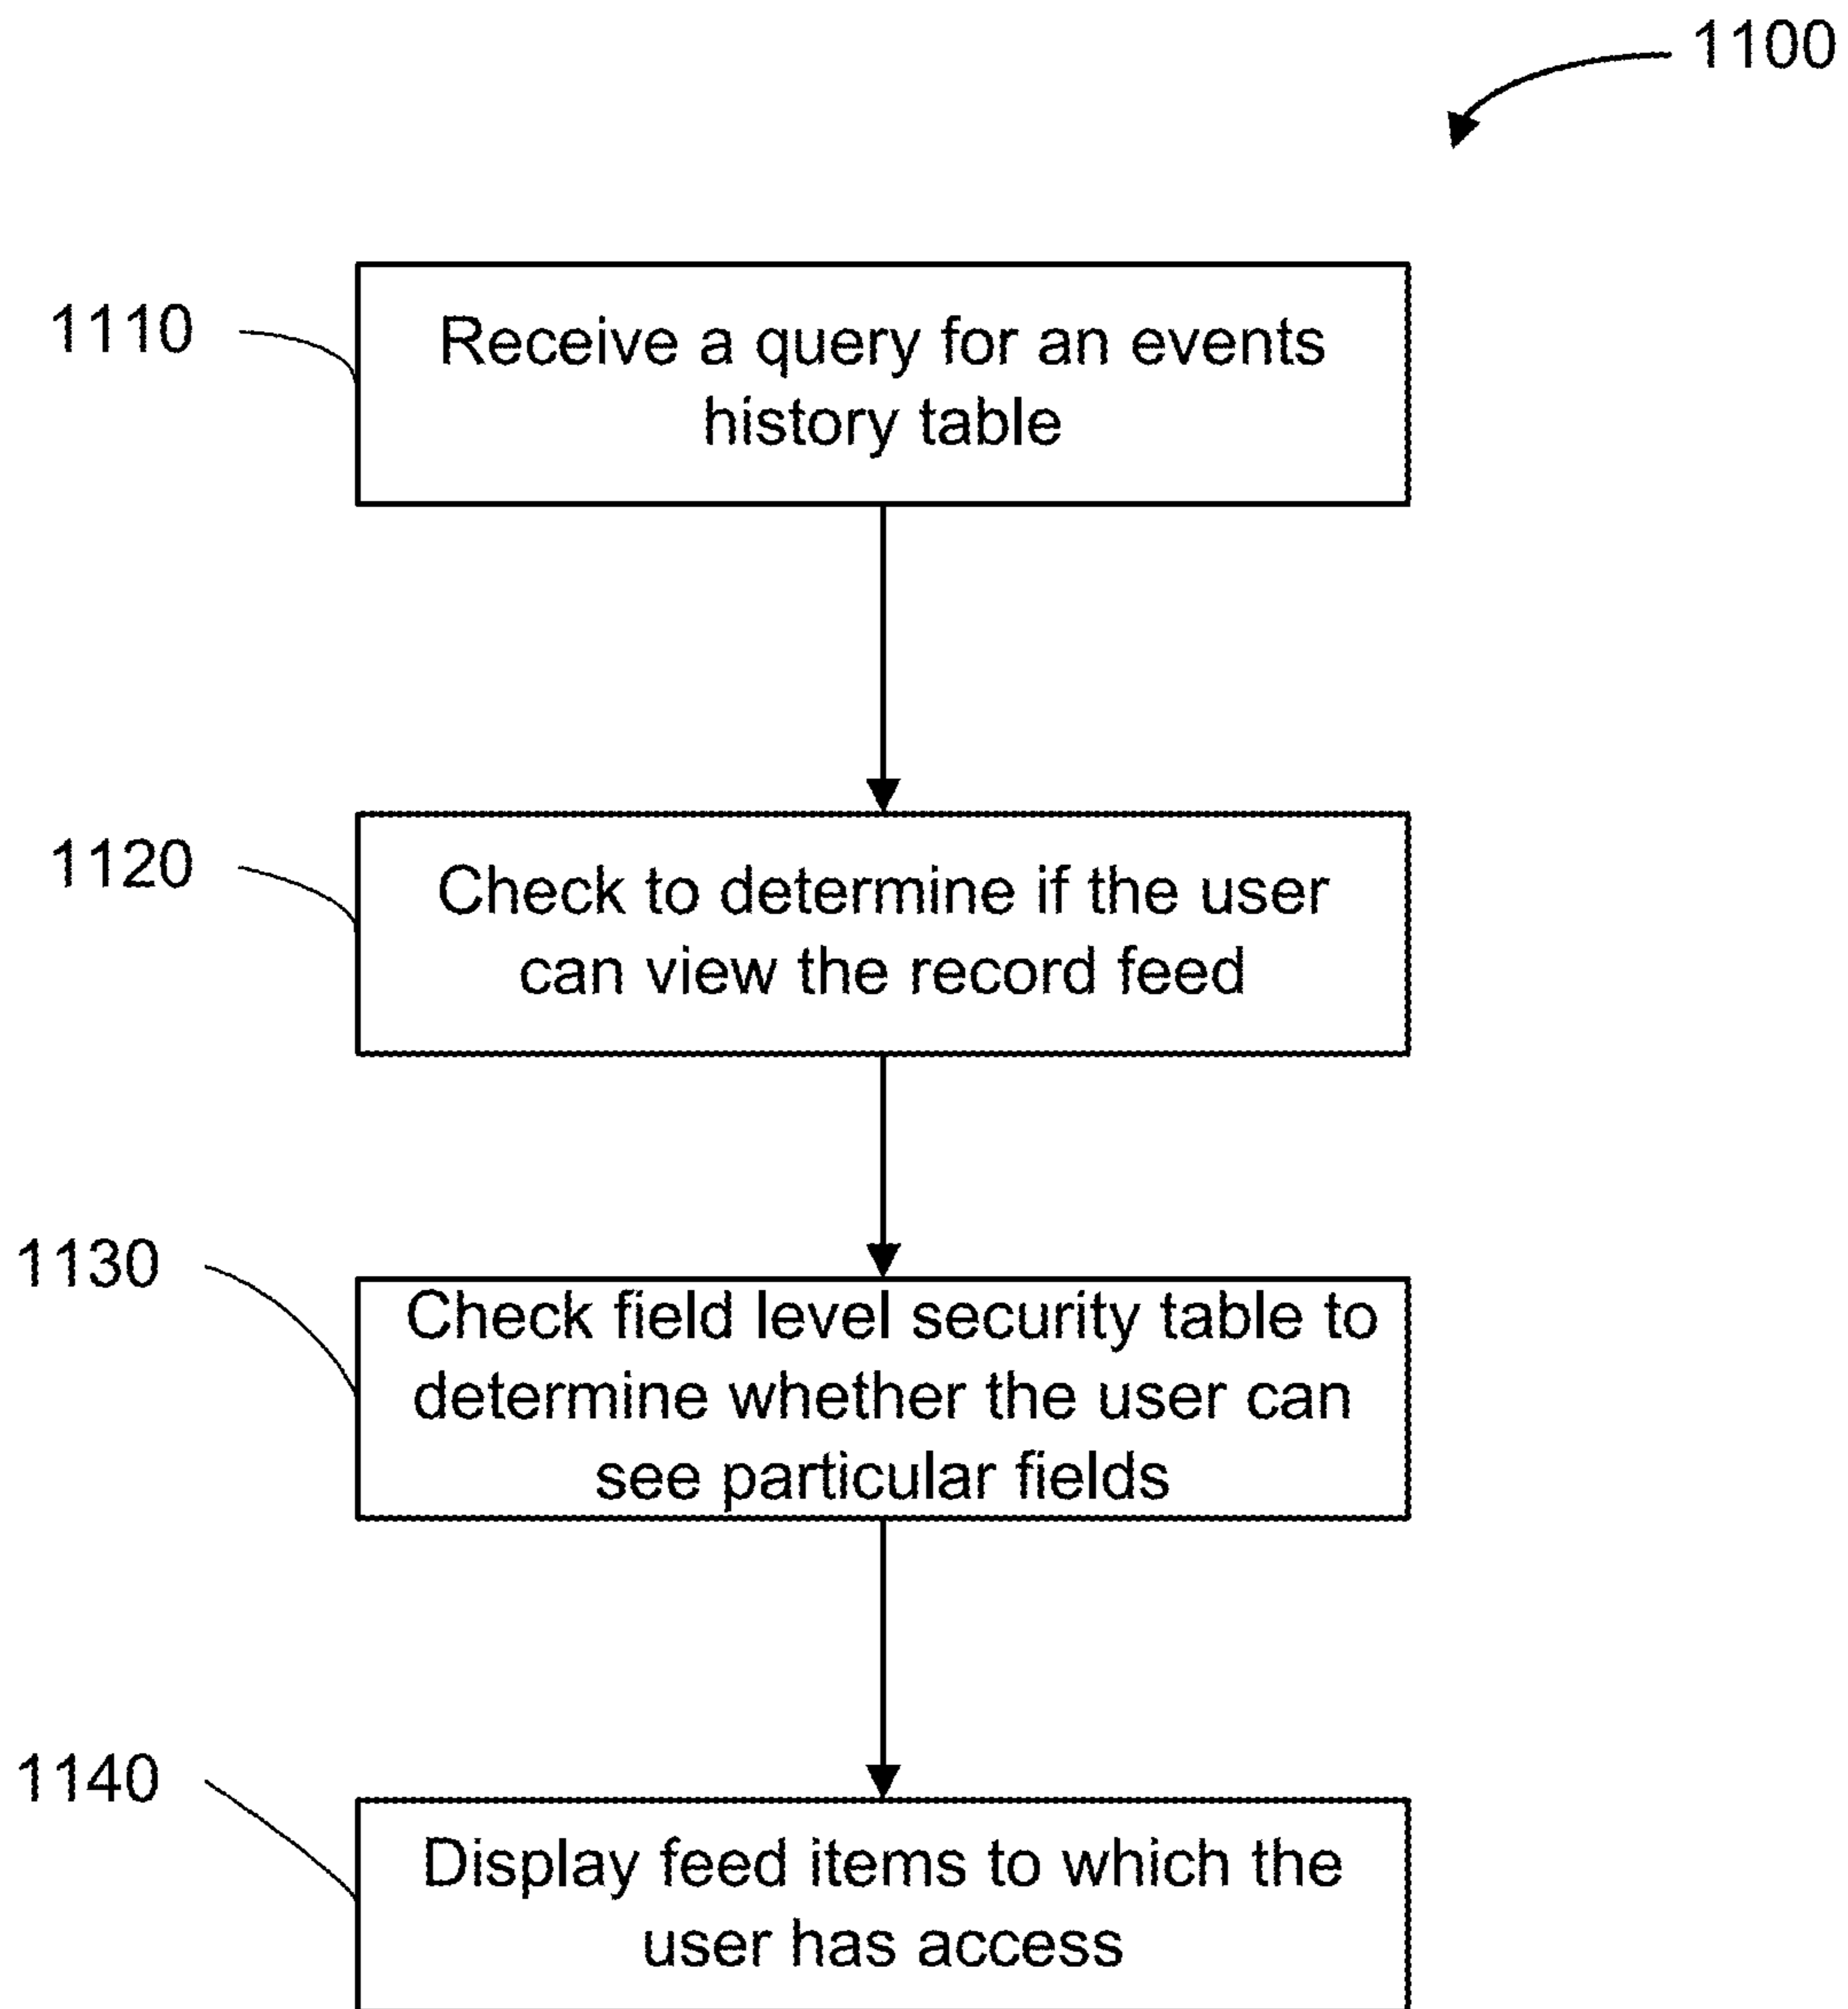 1100
1110
Receive a query for an events
history table
1120
Check to determine if the user
can view the record feed
1130
Check field level security table to
determine whether the user can
see particular fields
1140
Display feed items to which the
user has access